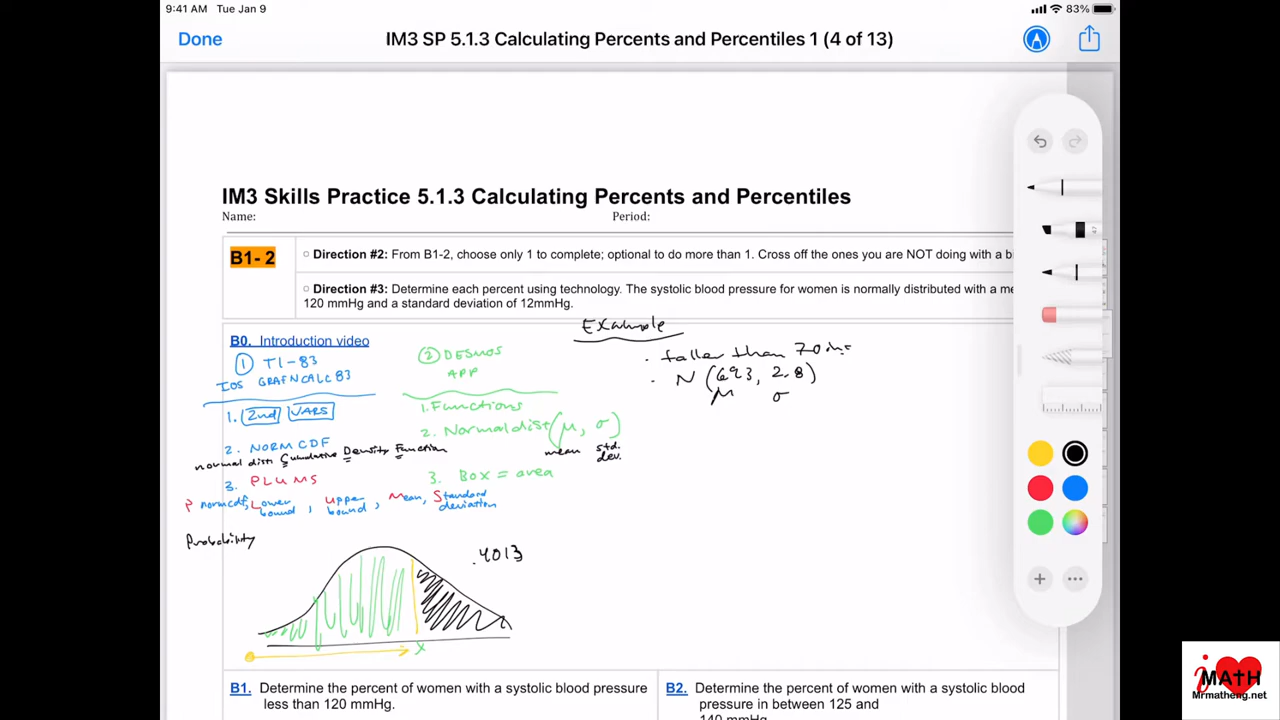 9:41 AM Tue Jan 9
83%
Done
IM3 SP 5.1.3 Calculating Percents and Percentiles 1 (4 of 13)
IM3 Skills Practice 5.1.3 Calculating Percents and Percentiles
Name: Period:
B1- 2
Direction #2: From B1-2, choose only 1 to complete; optional to do more than 1. Cross off the ones you are NOT doing with a b
Direction #3: Determine each percent using technology. The systolic blood pressure for women is normally distributed with a me
120 mmHg and a standard deviation of 12mmHg.
B0. Introduction video
Example
① TI-83
IOS GRAFNCALC83
② DESMOS
APP
· taller than 70 in
· N (69.3, 2.8)
μ σ
1. 2nd VARS
2. NORMCDF
normal dist. Cumulative Density Function
3. PLUMS
P normcdf, Lower bound, upper bound, Mean, Standard deviation
1. Functions
2. Normaldist(μ, σ)
mean std. dev.
3. Box = area
Probability
.4013
x
B1. Determine the percent of women with a systolic blood pressure
less than 120 mmHg.
B2. Determine the percent of women with a systolic blood
pressure in between 125 and
140 mmHg
i MATH
Mrmatheng.net